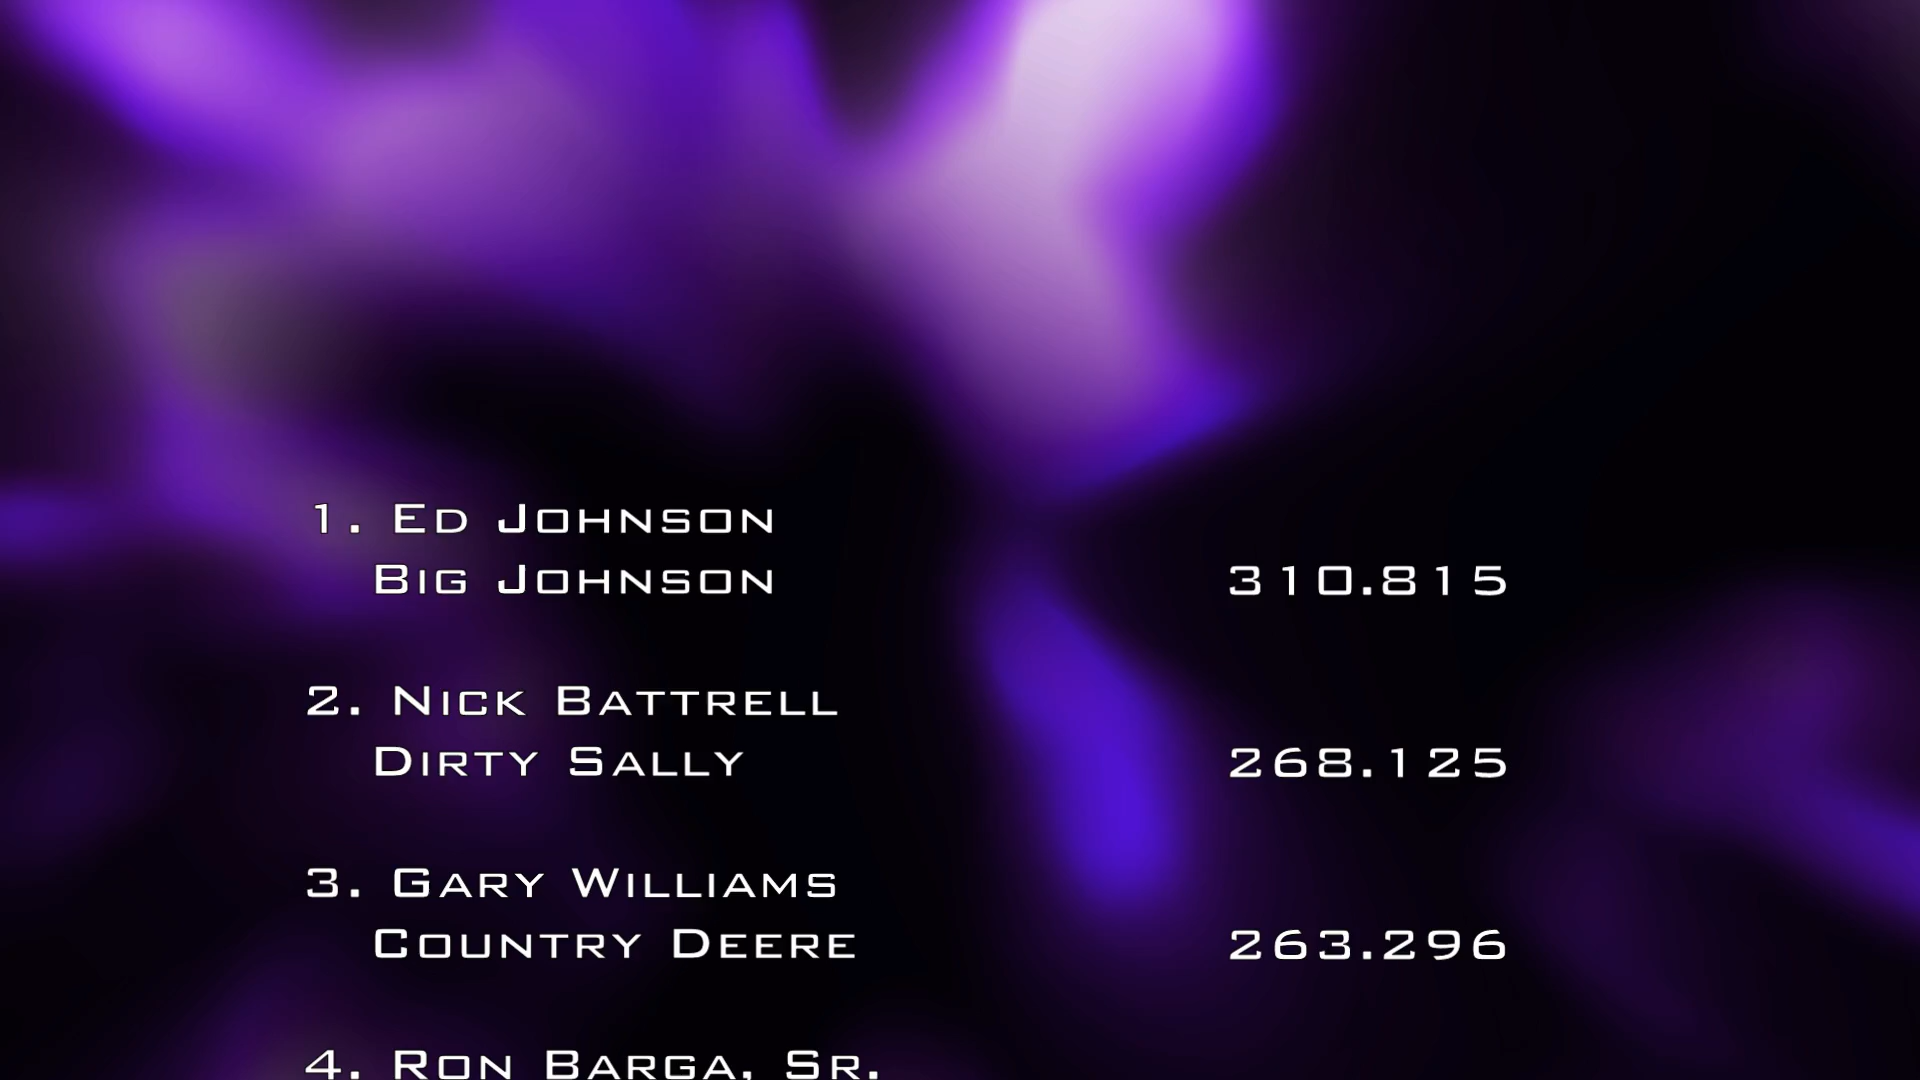 1. Ed Johnson
Big Johnson 310.815
2. Nick Battrell
Dirty Sally 268.125
3. Gary Williams
Country Deere 263.296
4. Ron Barga, Sr.